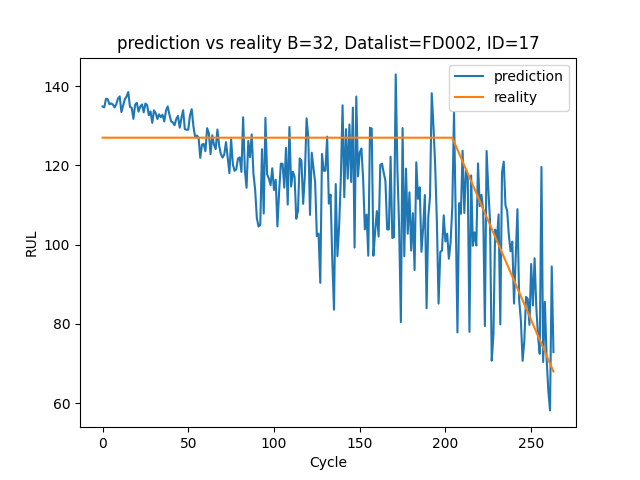 prediction vs reality B=32, Datalist=FD002, ID=17
prediction
reality
RUL
140
120
100
80
60
0 50 100 150 200 250
Cycle